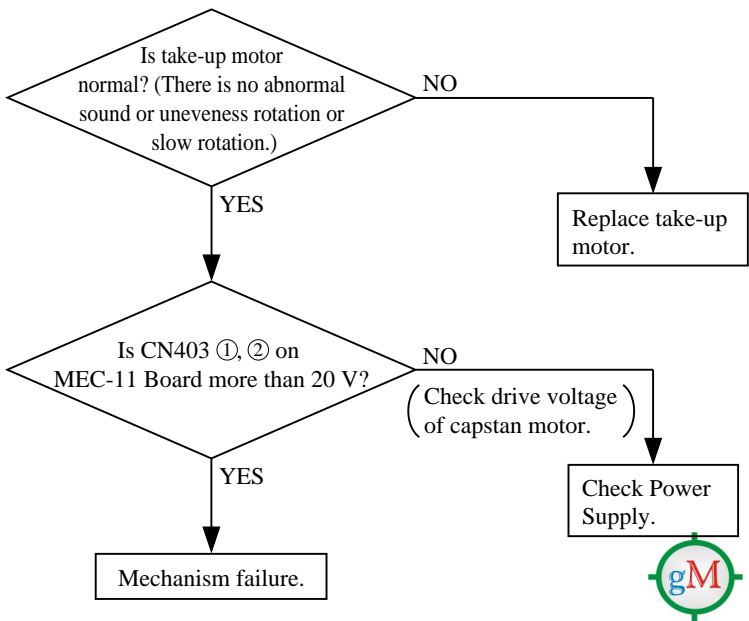 Is take-up motor
normal? (There is no abnormal
sound or uneveness rotation or
slow rotation.)
NO
YES
Replace take-up
motor.
Is CN403 ①, ② on
MEC-11 Board more than 20 V?
NO
(Check drive voltage
of capstan motor.)
YES
Check Power
Supply.
Mechanism failure.
gM